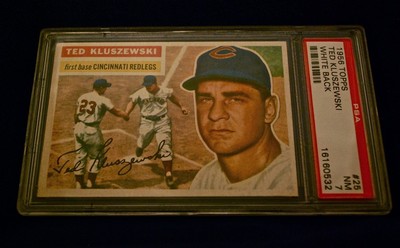 TED KLUSZEWSKI
first base CINCINNATI REDLEGS
23
Ted Kluszewski
PSA
1956 TOPPS #25
TED KLUSZEWSKI NM
WHITE BACK 7
16160532